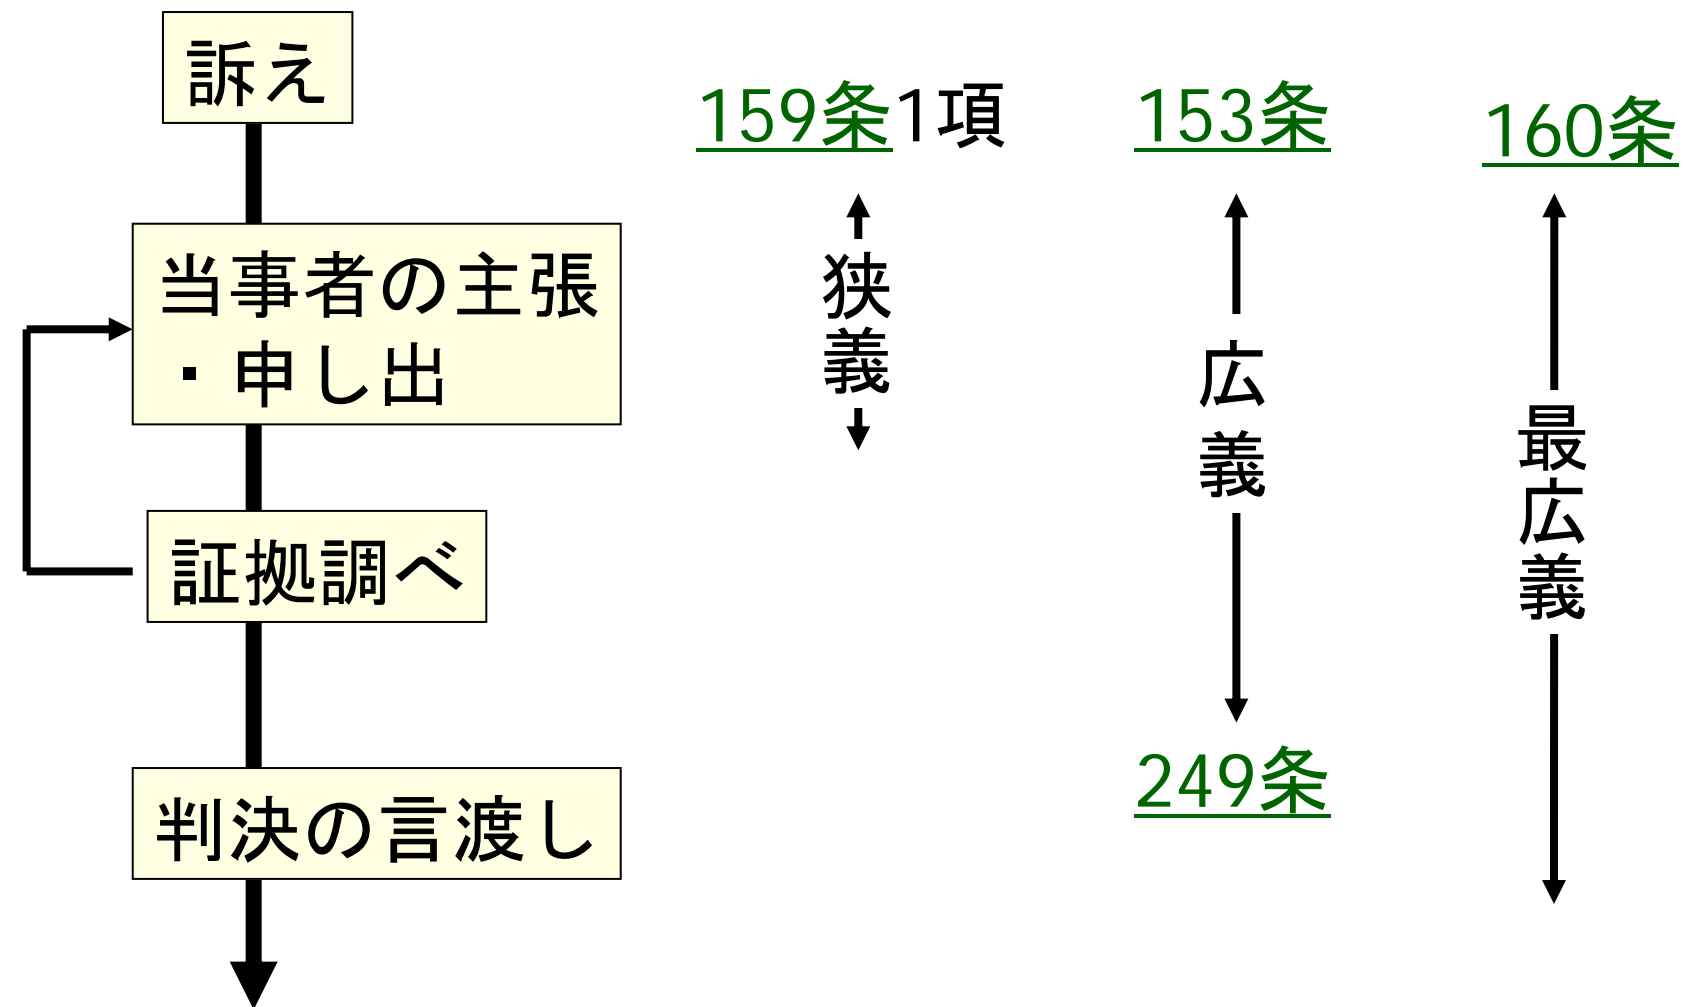 訴え
当事者の主張
・申し出
証拠調べ
判決の言渡し
159条1項
狭義
153条
広義
249条
160条
最広義